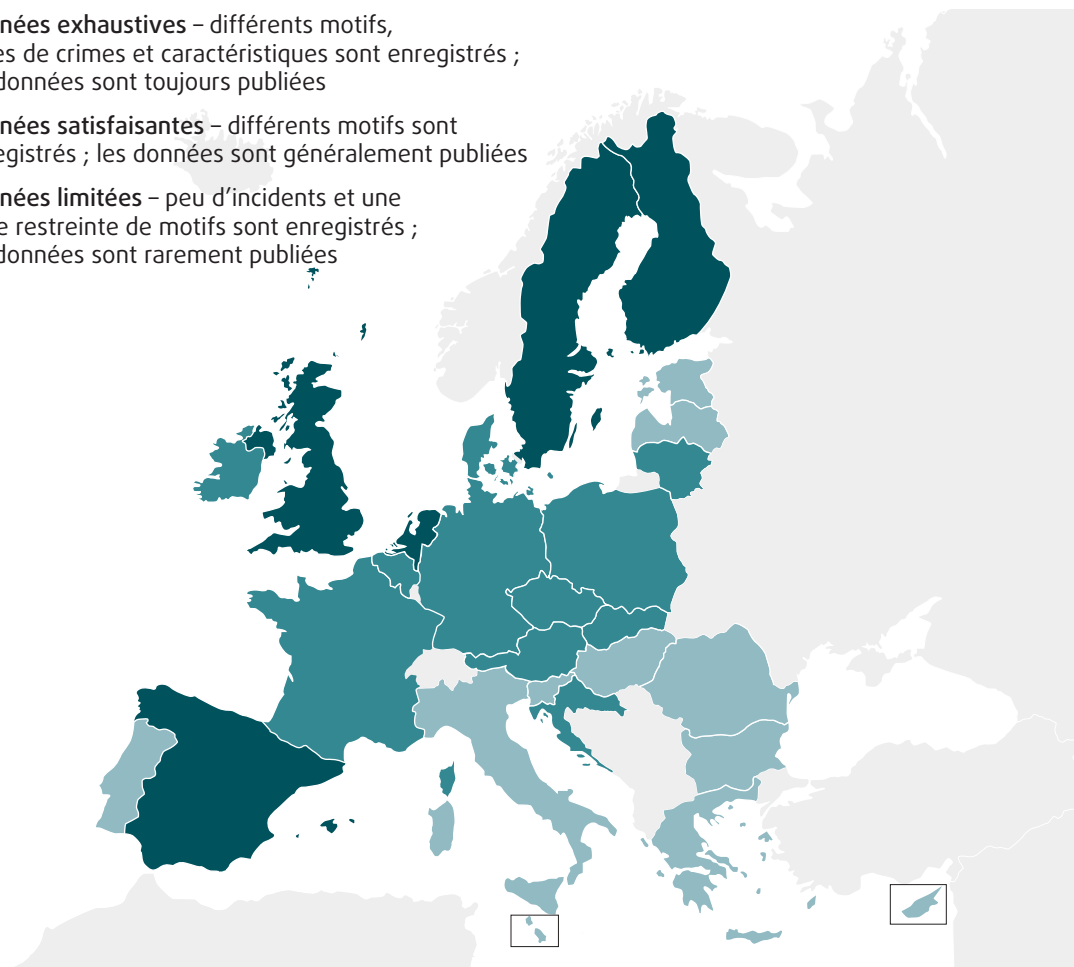 nées exhaustives – différents motifs,
es de crimes et caractéristiques sont enregistrés ;
données sont toujours publiées
nées satisfaisantes – différents motifs sont
egistrés ; les données sont généralement publiées
nées limitées – peu d’incidents et une
e restreinte de motifs sont enregistrés ;
données sont rarement publiées